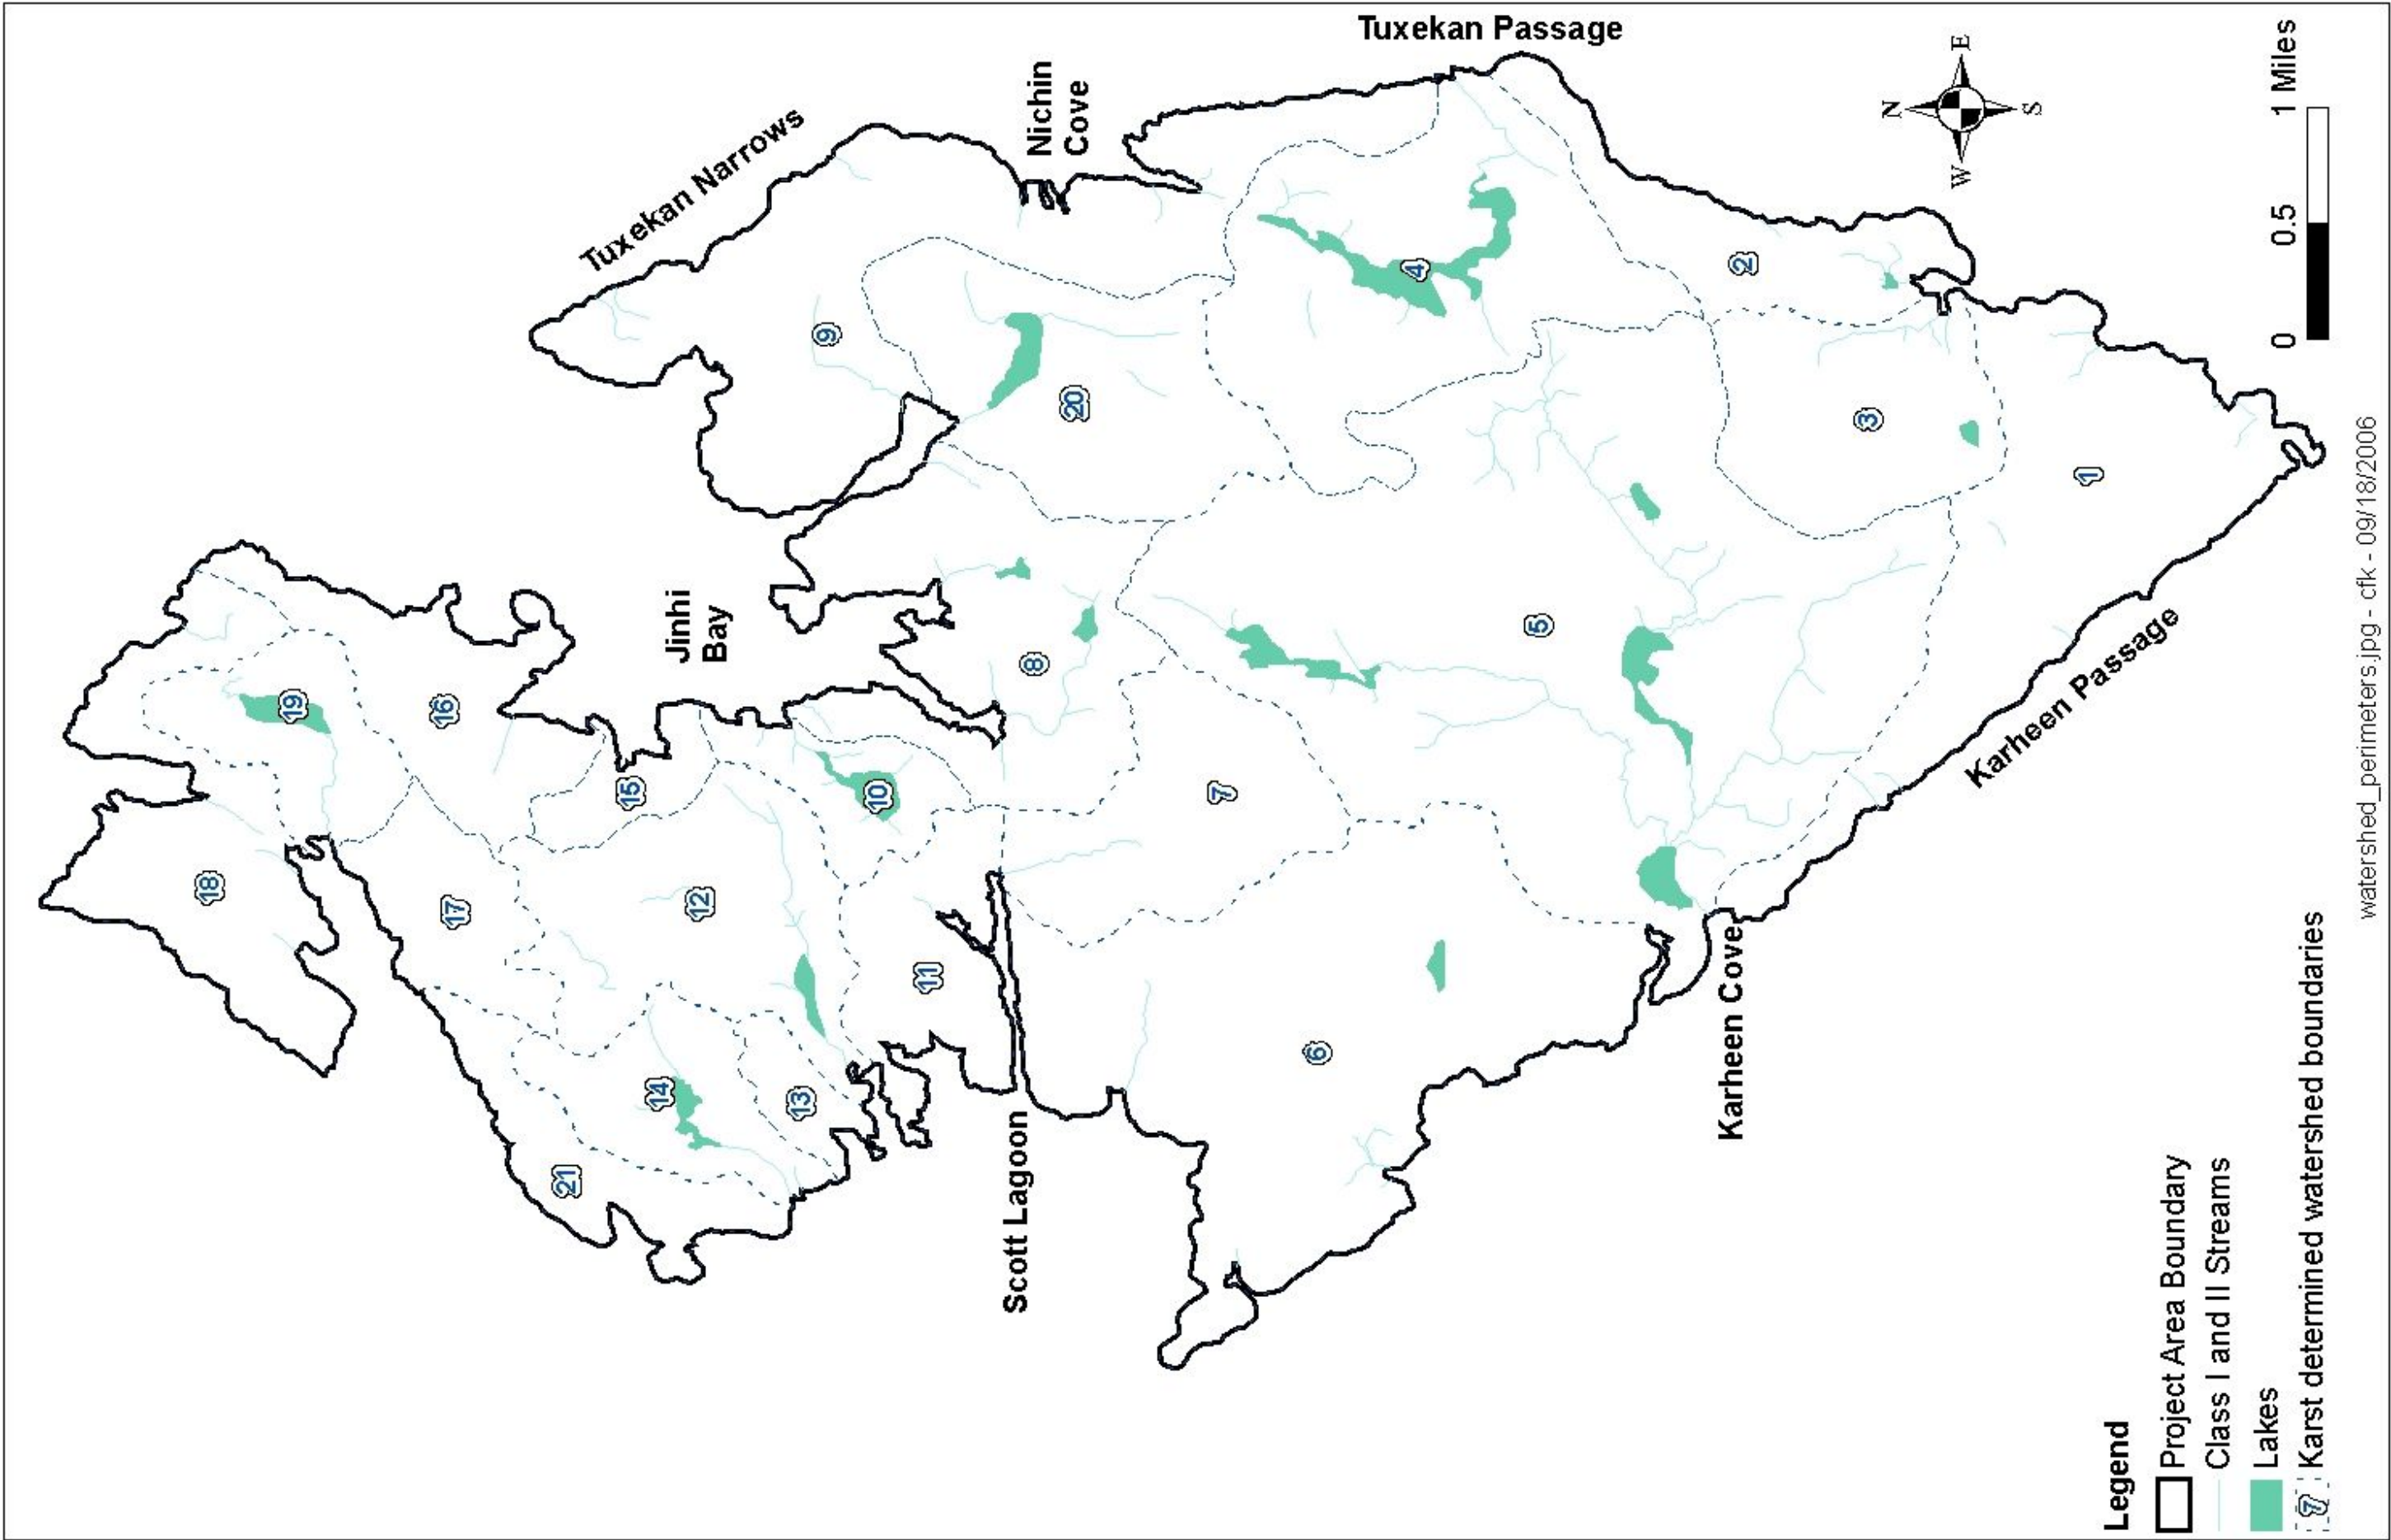 18
19
17
16
21
15
14
Jinhi
Bay
Tuxekan Narrows
12
13
9
10
11
Scott Lagoon
8
Nichin
Cove
20
7
6
4
Tuxekan Passage
5
Karheen Cove
2
3
N
W
E
S
Karheen Passage
1
Legend
Project Area Boundary
Class I and II Streams
Lakes
7 Karst determined watershed boundaries
0 0.5 1 Miles
watershed_perimeters.jpg - cfk - 09/18/2006